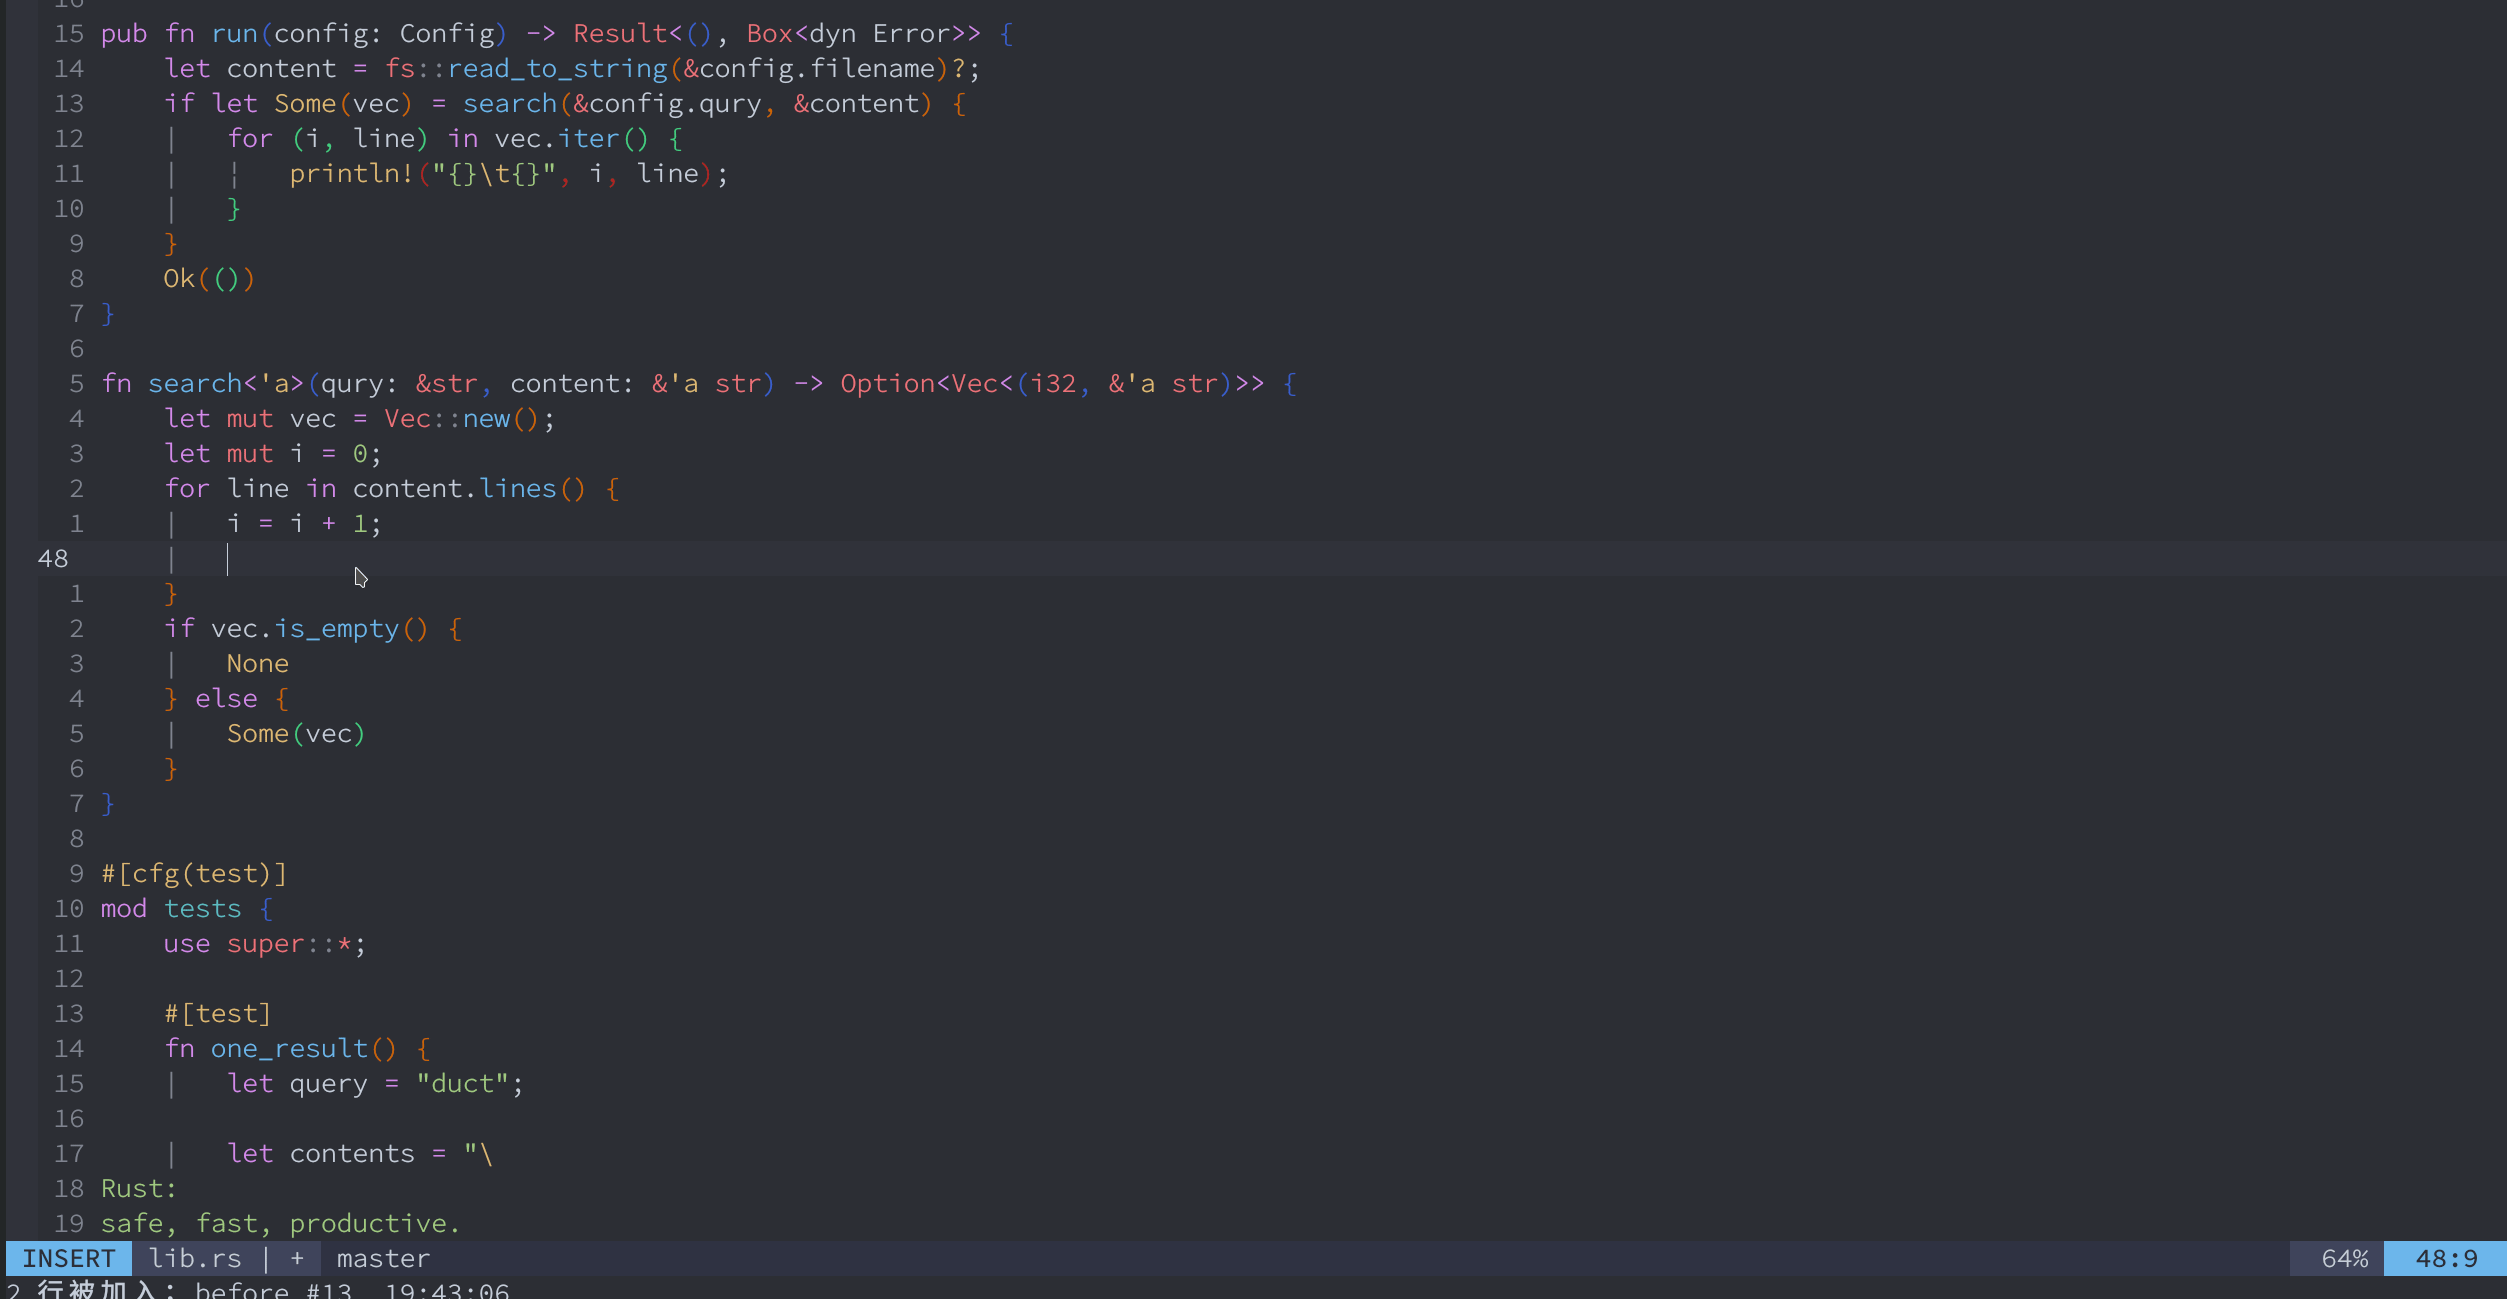 15 pub fn run(config: Config) -> Result<(), Box<dyn Error>> {
14     let content = fs::read_to_string(&config.filename)?;
13     if let Some(vec) = search(&config.qury, &content) {
12     |   for (i, line) in vec.iter() {
11     |   ¦   println!("{}\t{}", i, line);
10     |   }
9     }
8     Ok(())
7 }
6
5 fn search<'a>(qury: &str, content: &'a str) -> Option<Vec<(i32, &'a str)>> {
4     let mut vec = Vec::new();
3     let mut i = 0;
2     for line in content.lines() {
1     |   i = i + 1;
48     |
1     }
2     if vec.is_empty() {
3     |   None
4     } else {
5     |   Some(vec)
6     }
7 }
8
9 #[cfg(test)]
10 mod tests {
11     use super::*;
12
13     #[test]
14     fn one_result() {
15     |   let query = "duct";
16
17     |   let contents = "\
18 Rust:
19 safe, fast, productive.
INSERT lib.rs | + master 64% 48:9
2 行被加入; before #13 19:43:06